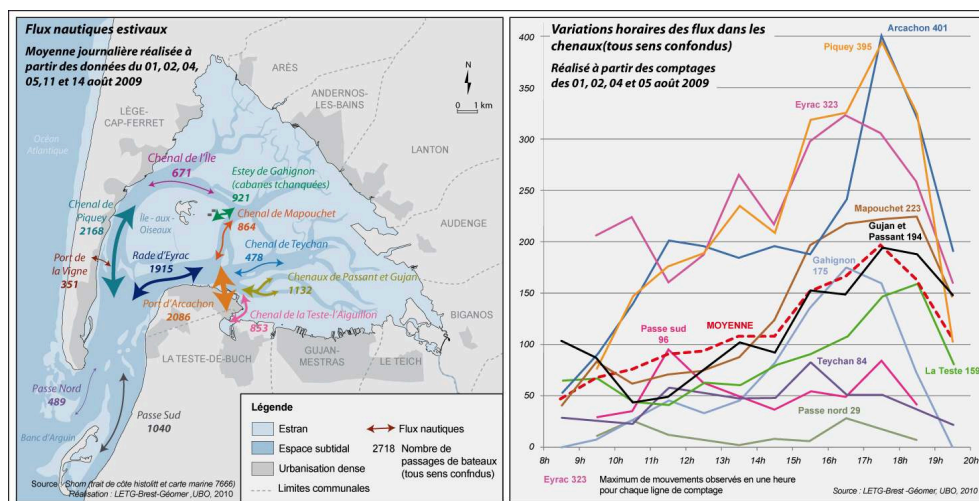 Flux nautiques estivaux
Moyenne journalière réalisée à
partir des données du 01, 02, 04,
05,11 et 14 août 2009
N
0 1 km
ARÈS
ANDERNOS-
LES-BAINS
LÈGE-
CAP-FERRET
LANTON
AUDENGE
BIGANOS
LE TEICH
GUJAN-
MESTRAS
LA TESTE-DE-BUCH
Océan
Atlantique
Chenal de l'Île
671
Estey de Gahignon
(cabanes tchanquées)
921
Chenal de
Piquey
2168
Île - aux -
Oiseaux
Chenal de Mapouchet
864
Chenal de Teychan
478
Port de
la Vigne
351
Rade d'Eyrac
1915
Chenaux de Passant et Gujan
1132
Port d'Arcachon
2086
Chenal de la Teste-l'Aiguillon
853
Passe Nord
489
Passe Sud
1040
Banc d'Arguin
Légende
Estran
Espace subtidal
Urbanisation dense
Limites communales
Flux nautiques
2718 Nombre de
passages de bateaux
(tous sens confndus)
Source : Shom (trait de côte histolitt et carte marine 7666)
Réalisation : LETG-Brest-Géomer, UBO, 2010
Variations horaires des flux dans les
chenaux(tous sens confondus)
Réalisé à partir des comptages
des 01, 02, 04 et 05 août 2009
Arcachon 401
Piquey 395
Eyrac 323
Mapouchet 223
Gujan et
Passant 194
Gahignon
175
MOYENNE
Passe sud
96
La Teste 159
Teychan 84
Passe nord 29
400
350
300
250
200
150
100
50
0
8h 9h 10h 11h 12h 13h 14h 15h 16h 17h 18h 19h 20h
Eyrac 323 Maximum de mouvements observés en une heure
pour chaque ligne de comptage
Source : LETG-Brest-Géomer, UBO, 2010